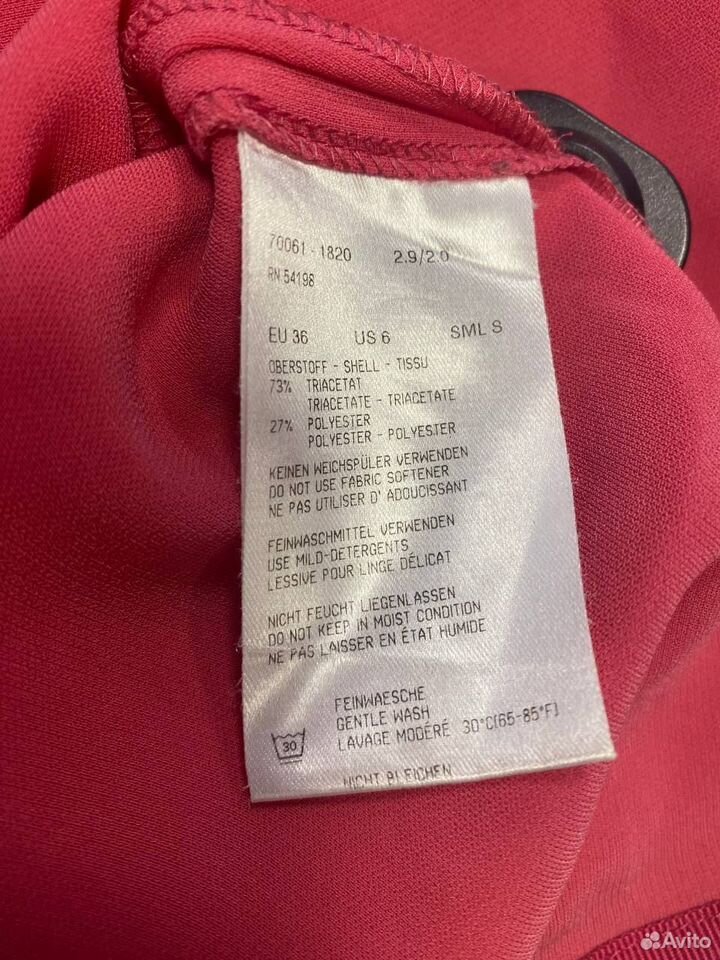 70061 - 1820 2.9/2.0
RN 54198
EU 36 US 6 SML S
OBERSTOFF - SHELL - TISSU
73% TRIACETAT
TRIACETATE - TRIACETATE
27% POLYESTER
POLYESTER - POLYESTER
KEINEN WEICHSPÜLER VERWENDEN
DO NOT USE FABRIC SOFTENER
NE PAS UTILISER D'ADOUCISSANT
FEINWASCHMITTEL VERWENDEN
USE MILD-DETERGENTS
LESSIVE POUR LINGE DÉLICAT
NICHT FEUCHT LIEGENLASSEN
DO NOT KEEP IN MOIST CONDITION
NE PAS LAISSER EN ÉTAT HUMIDE
FEINWAESCHE
GENTLE WASH
30 LAVAGE MODÉRÉ 30°C(65-85°F)
NICHT BLEICHEN
Avito